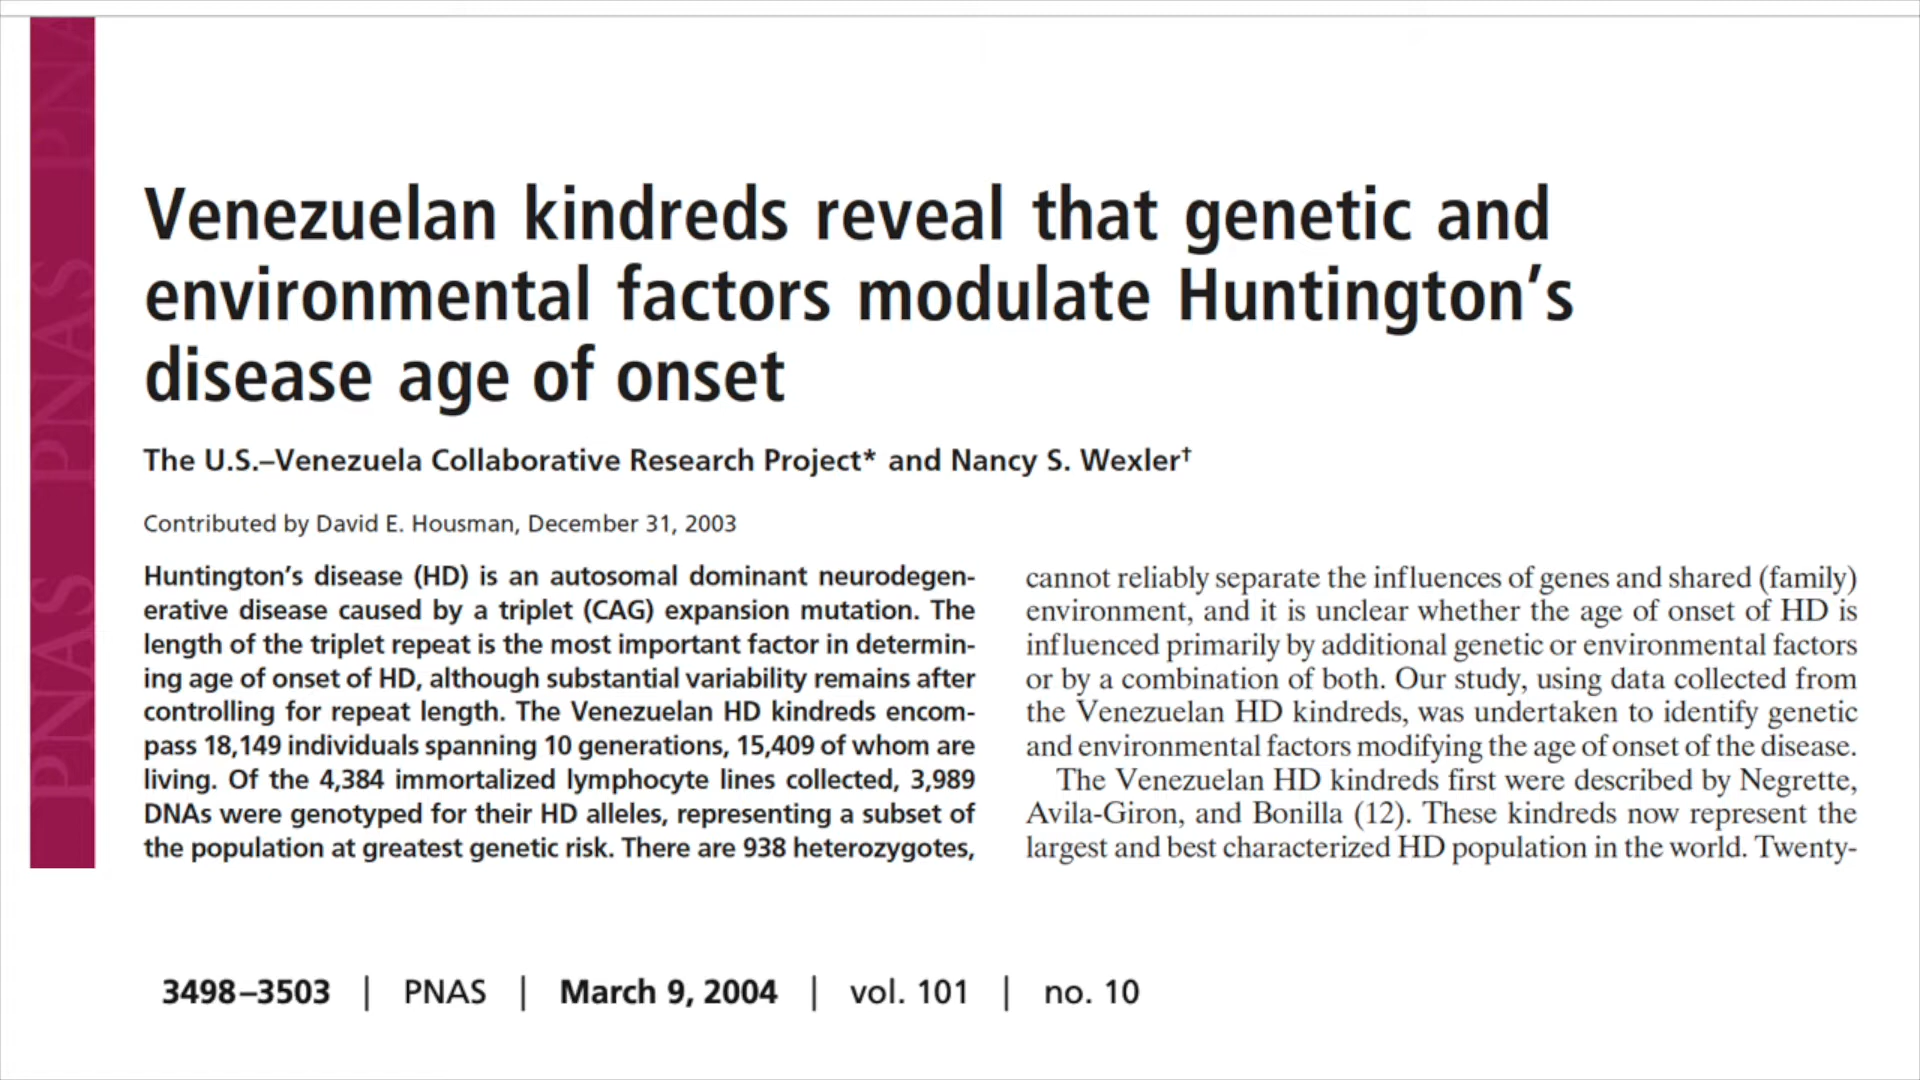 PNAS PNAS PNAS
Venezuelan kindreds reveal that genetic and
environmental factors modulate Huntington’s
disease age of onset
The U.S.–Venezuela Collaborative Research Project* and Nancy S. Wexler†
Contributed by David E. Housman, December 31, 2003
Huntington’s disease (HD) is an autosomal dominant neurodegen-
erative disease caused by a triplet (CAG) expansion mutation. The
length of the triplet repeat is the most important factor in determin-
ing age of onset of HD, although substantial variability remains after
controlling for repeat length. The Venezuelan HD kindreds encom-
pass 18,149 individuals spanning 10 generations, 15,409 of whom are
living. Of the 4,384 immortalized lymphocyte lines collected, 3,989
DNAs were genotyped for their HD alleles, representing a subset of
the population at greatest genetic risk. There are 938 heterozygotes,
cannot reliably separate the influences of genes and shared (family)
environment, and it is unclear whether the age of onset of HD is
influenced primarily by additional genetic or environmental factors
or by a combination of both. Our study, using data collected from
the Venezuelan HD kindreds, was undertaken to identify genetic
and environmental factors modifying the age of onset of the disease.
The Venezuelan HD kindreds first were described by Negrette,
Avila-Giron, and Bonilla (12). These kindreds now represent the
largest and best characterized HD population in the world. Twenty-
3498–3503 | PNAS | March 9, 2004 | vol. 101 | no. 10